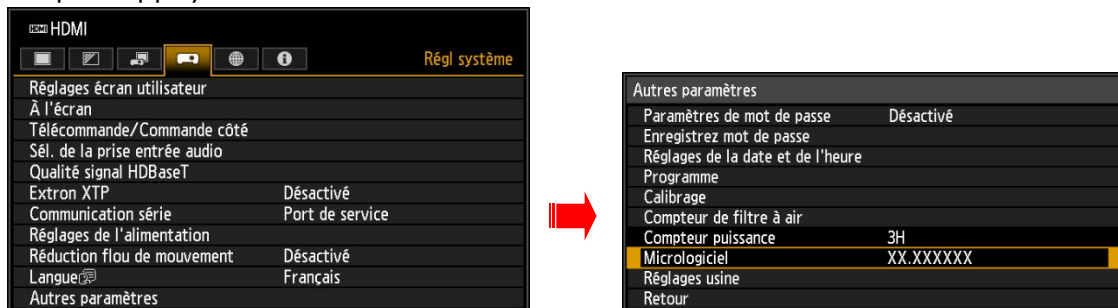 HDMI HDMI
Régl système
Réglages écran utilisateur
À l'écran
Télécommande/Commande côté
Sél. de la prise entrée audio
Qualité signal HDBaseT
Extron XTP Désactivé
Communication série Port de service
Réglages de l'alimentation
Réduction flou de mouvement Désactivé
Langue Français
Autres paramètres
Autres paramètres
Paramètres de mot de passe Désactivé
Enregistrez mot de passe
Réglages de la date et de l'heure
Programme
Calibrage
Compteur de filtre à air
Compteur puissance 3H
Micrologiciel XX.XXXXXX
Réglages usine
Retour